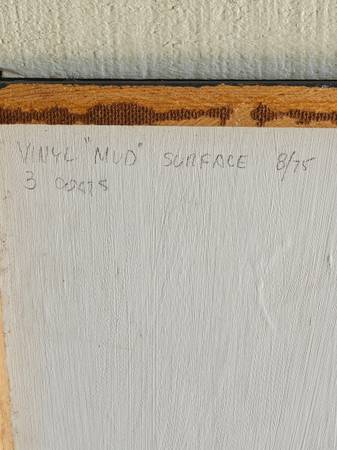 VINYL "MUD" SURFACE 8/75
3 COATS